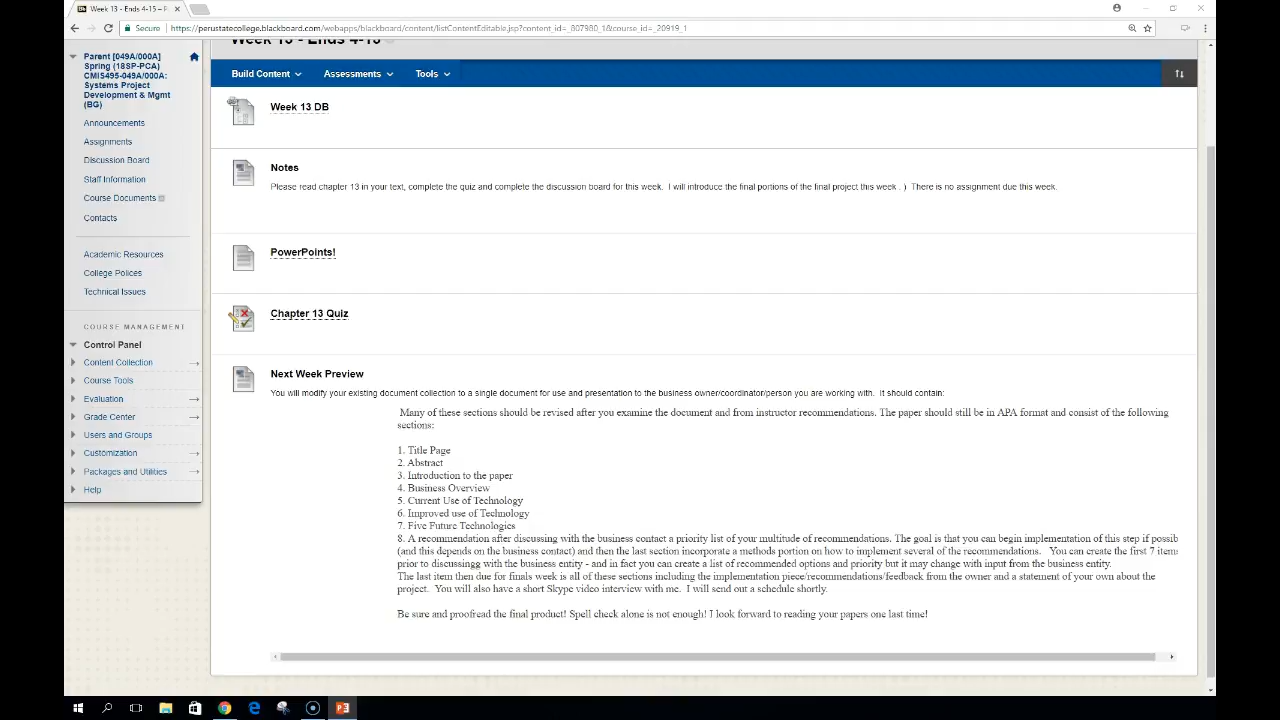 Week 13 - Ends 4-15 – F
Secure
https://perustatecollege.blackboard.com/webapps/blackboard/content/listContentEditable.jsp?content_id=_807980_1&course_id=_20919_1
Parent [049A/000A]
Spring (18SP-PCA)
CMIS495-049A/000A:
Systems Project
Development & Mgmt
(BG)
Announcements
Assignments
Discussion Board
Staff Information
Course Documents
Contacts
Academic Resources
College Polices
Technical Issues
COURSE MANAGEMENT
Control Panel
Content Collection
Course Tools
Evaluation
Grade Center
Users and Groups
Customization
Packages and Utilities
Help
Week 13 - Ends 4-15
Build Content Assessments Tools
Week 13 DB
Notes
Please read chapter 13 in your text, complete the quiz and complete the discussion board for this week. I will introduce the final portions of the final project this week . ) There is no assignment due this week.
PowerPoints!
Chapter 13 Quiz
Next Week Preview
You will modify your existing document collection to a single document for use and presentation to the business owner/coordinator/person you are working with. It should contain:
Many of these sections should be revised after you examine the document and from instructor recommendations. The paper should still be in APA format and consist of the following
sections:
1. Title Page
2. Abstract
3. Introduction to the paper
4. Business Overview
5. Current Use of Technology
6. Improved use of Technology
7. Five Future Technologies
8. A recommendation after discussing with the business contact a priority list of your multitude of recommendations. The goal is that you can begin implementation of this step if possib
(and this depends on the business contact) and then the last section incorporate a methods portion on how to implement several of the recommendations. You can create the first 7 items
prior to discussingg with the business entity - and in fact you can create a list of recommended options and priority but it may change with input from the business entity.
The last item then due for finals week is all of these sections including the implementation piece/recommendations/feedback from the owner and a statement of your own about the
project. You will also have a short Skype video interview with me. I will send out a schedule shortly.
Be sure and proofread the final product! Spell check alone is not enough! I look forward to reading your papers one last time!